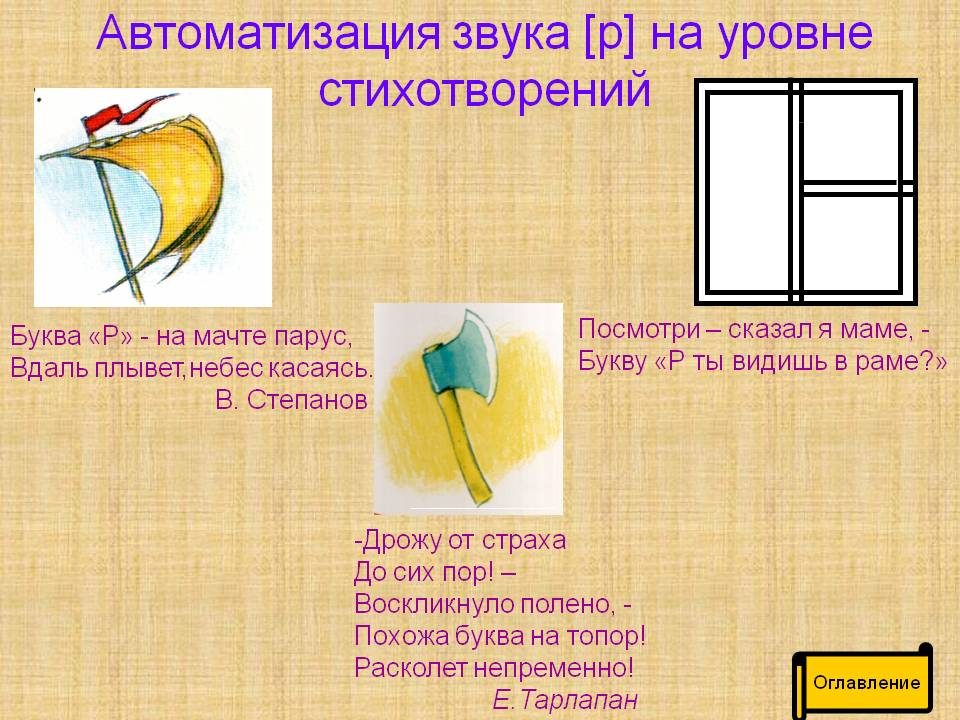 Автоматизация звука [р] на уровне
стихотворений
Буква «Р» - на мачте парус,
Вдаль плывет,небес касаясь.
В. Степанов
Посмотри – сказал я маме, -
Букву «Р ты видишь в раме?»
-Дрожу от страха
До сих пор! –
Воскликнуло полено, -
Похожа буква на топор!
Расколет непременно!
Е.Тарлапан
Оглавление